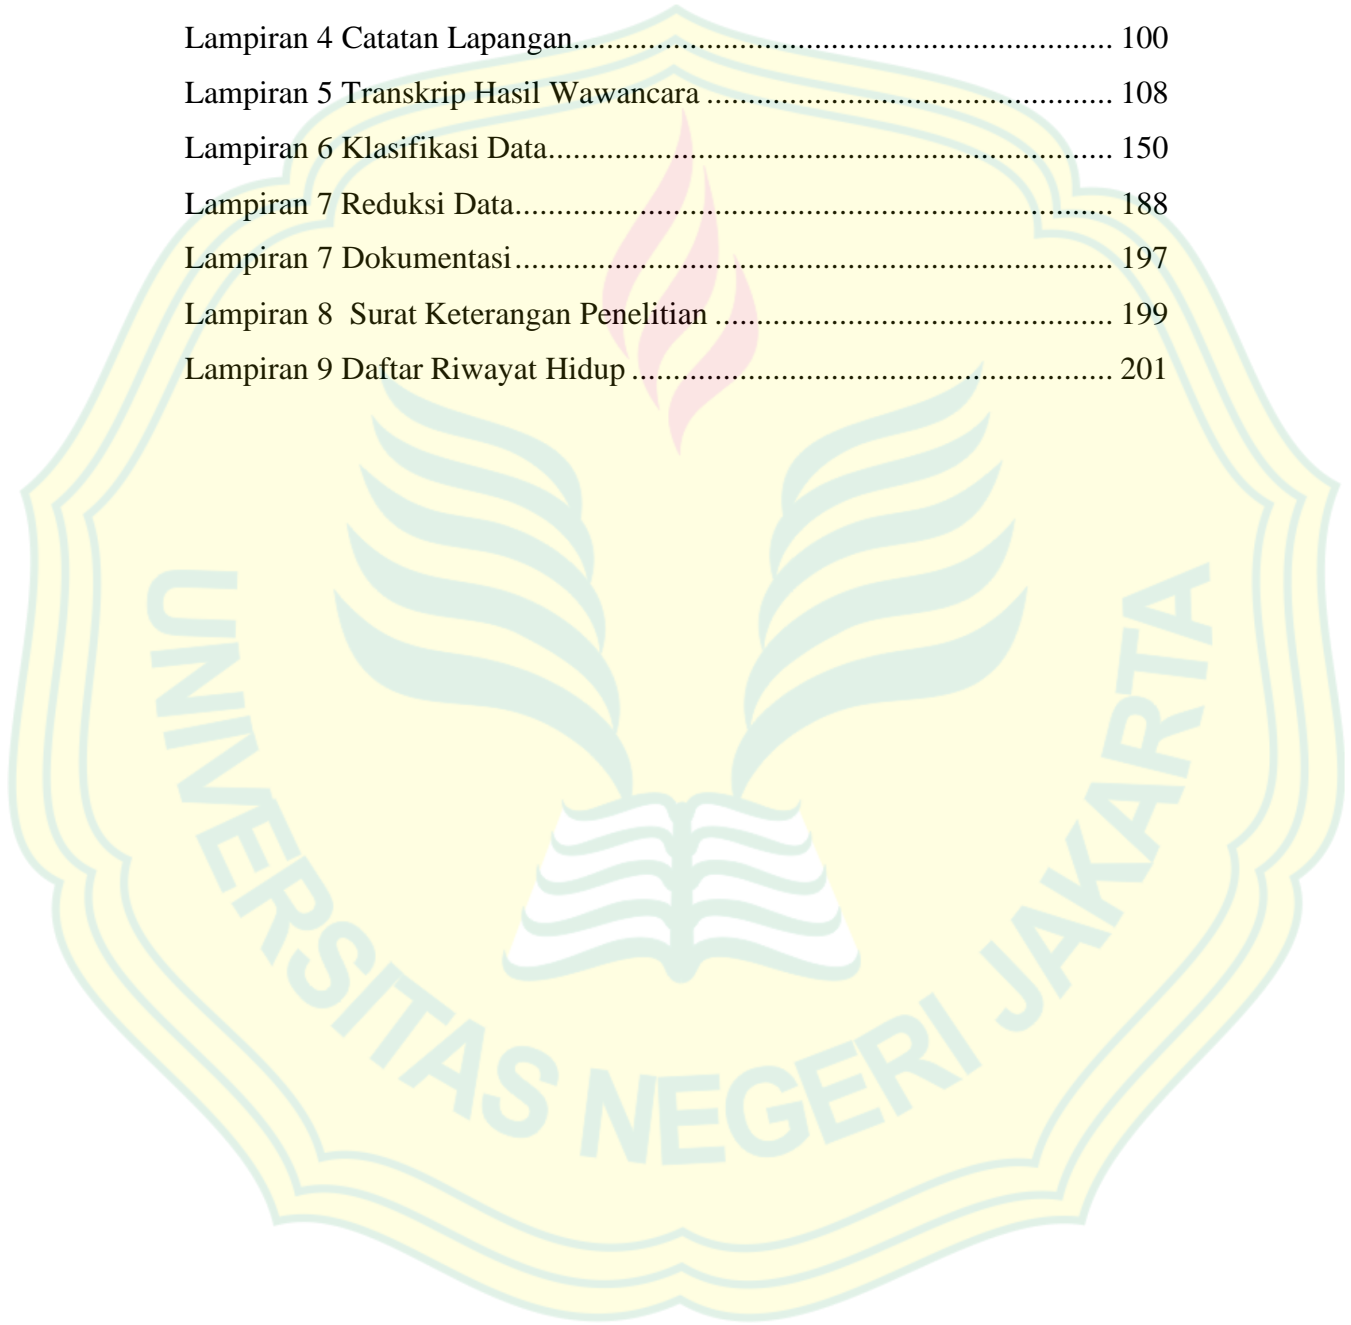 Lampiran 4 Catatan Lapangan................................................................. 100
Lampiran 5 Transkrip Hasil Wawancara ................................................. 108
Lampiran 6 Klasifikasi Data.................................................................... 150
Lampiran 7 Reduksi Data........................................................................ 188
Lampiran 7 Dokumentasi........................................................................ 197
Lampiran 8  Surat Keterangan Penelitian ................................................ 199
Lampiran 9 Daftar Riwayat Hidup .......................................................... 201
UNIVERSITAS NEGERI JAKARTA